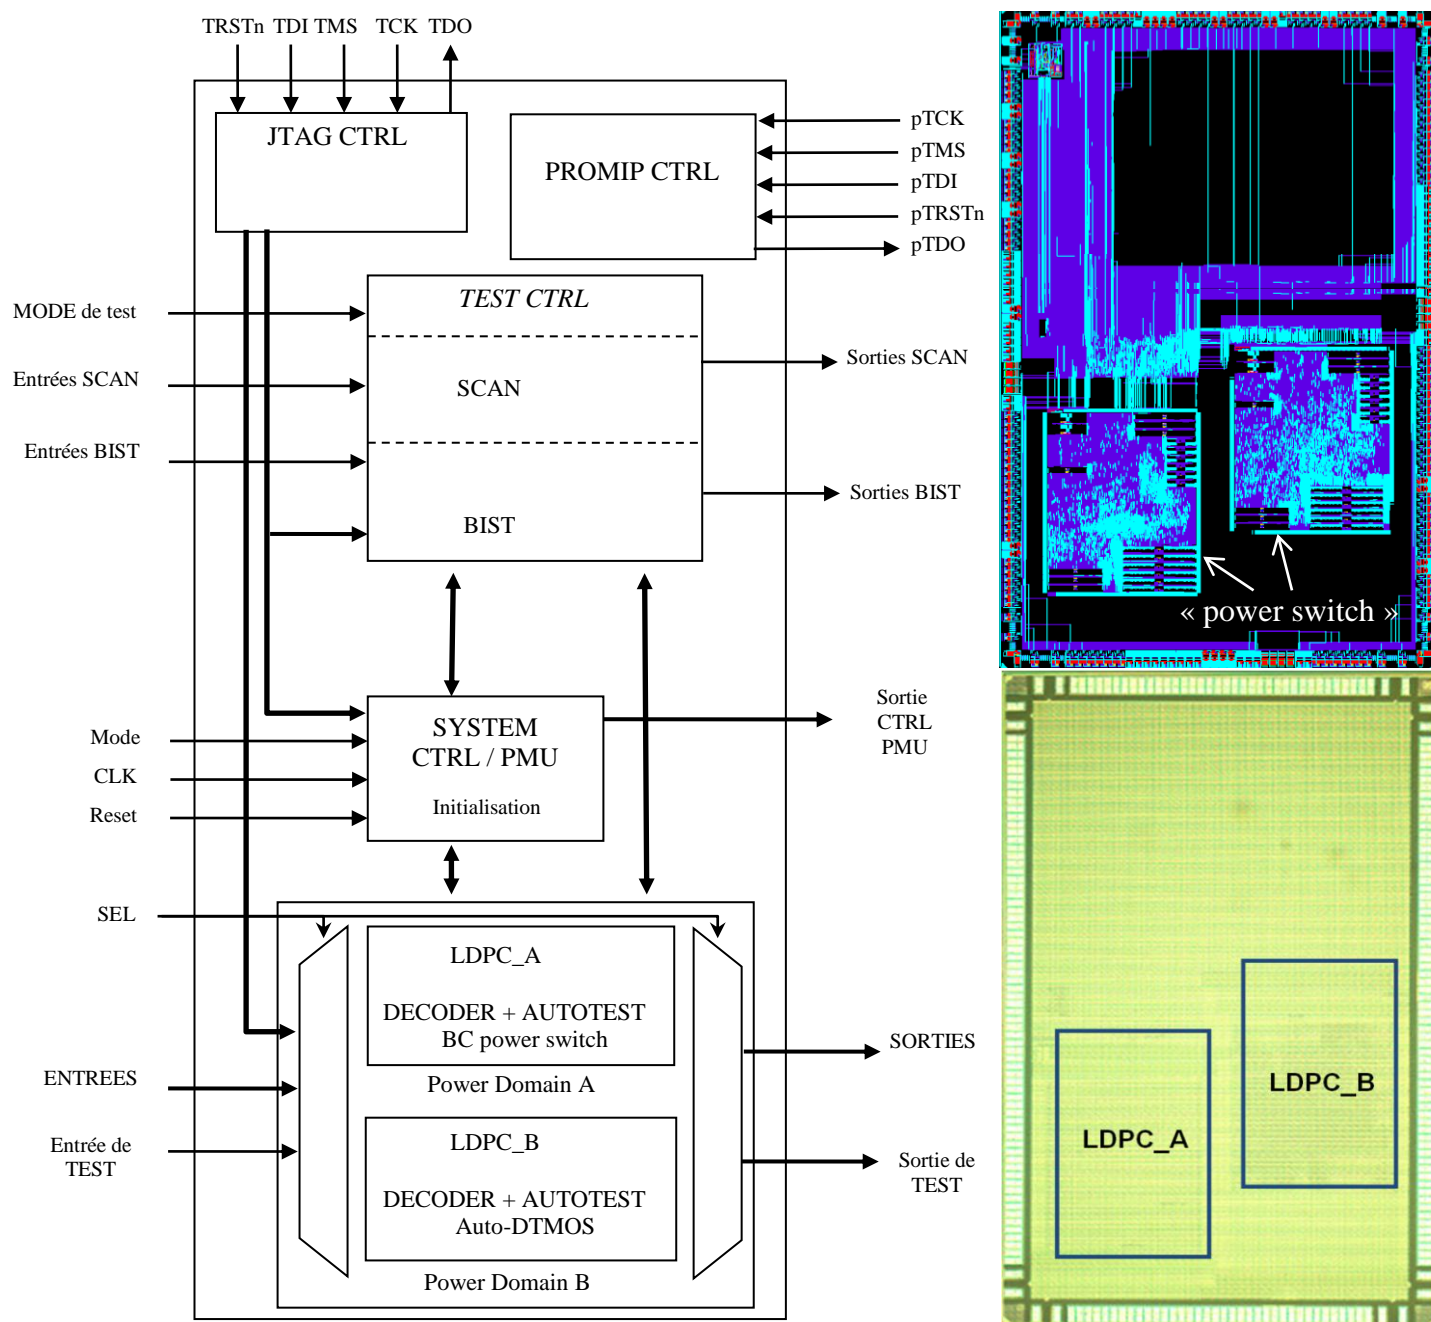 TRSTn TDI TMS TCK TDO
JTAG CTRL
PROMIP CTRL
pTCK
pTMS
pTDI
pTRSTn
pTDO
MODE de test
Entrées SCAN
Entrées BIST
TEST CTRL
SCAN
BIST
Sorties SCAN
Sorties BIST
Mode
CLK
Reset
SYSTEM
CTRL / PMU
Initialisation
Sortie
CTRL
PMU
SEL
ENTREES
Entrée de
TEST
LDPC_A
DECODER + AUTOTEST
BC power switch
Power Domain A
LDPC_B
DECODER + AUTOTEST
Auto-DTMOS
Power Domain B
SORTIES
Sortie de
TEST
« power switch »
LDPC_B
LDPC_A